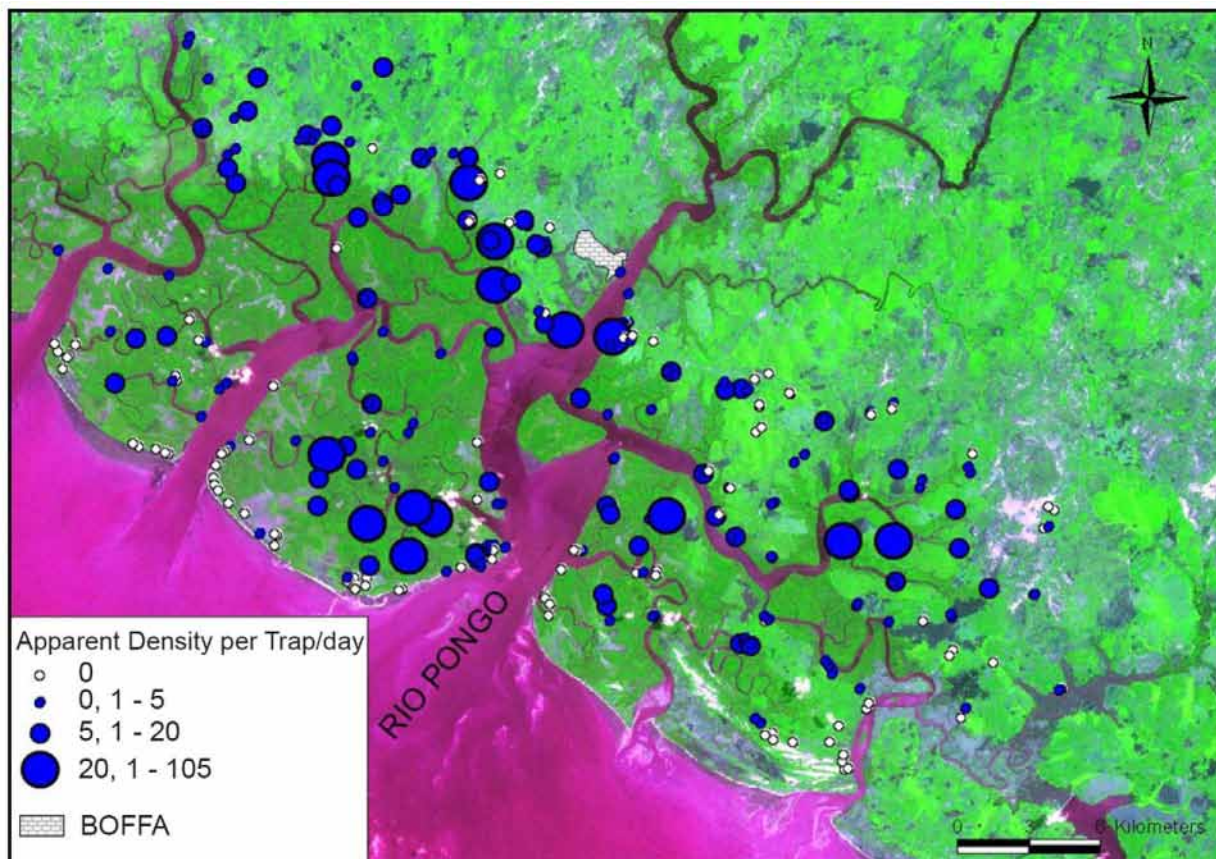 N
RIO PONGO
Apparent Density per Trap/day
0
0, 1 - 5
5, 1 - 20
20, 1 - 105
BOFFA
0 3 6 Kilometers